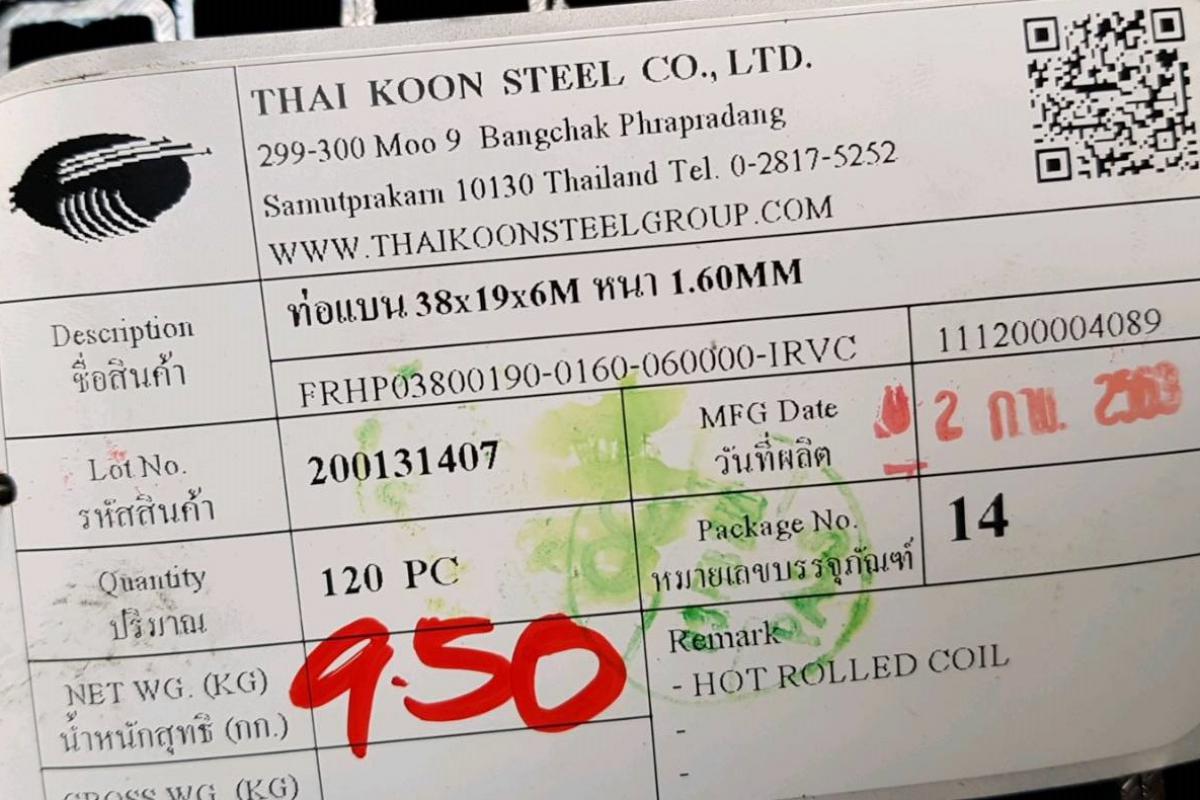 THAI KOON STEEL CO., LTD.
299-300 Moo 9 Bangchak Phrapradang
Samutprakarn 10130 Thailand Tel. 0-2817-5252
WWW.THAIKOONSTEELGROUP.COM
Description
ชื่อสินค้า
ท่อแบน 38x19x6M หนา 1.60MM
FRHP03800190-0160-060000-IRVC
111200004089
Lot No.
รหัสสินค้า
200131407
MFG Date
วันที่ผลิต
2 ก.พ. 2563
Quantity
ปริมาณ
120 PC
Package No.
หมายเลขบรรจุภัณฑ์
14
NET WG. (KG)
น้ำหนักสุทธิ (กก.)
9.50
Remark
- HOT ROLLED COIL
-
-
GROSS WG. (KG)